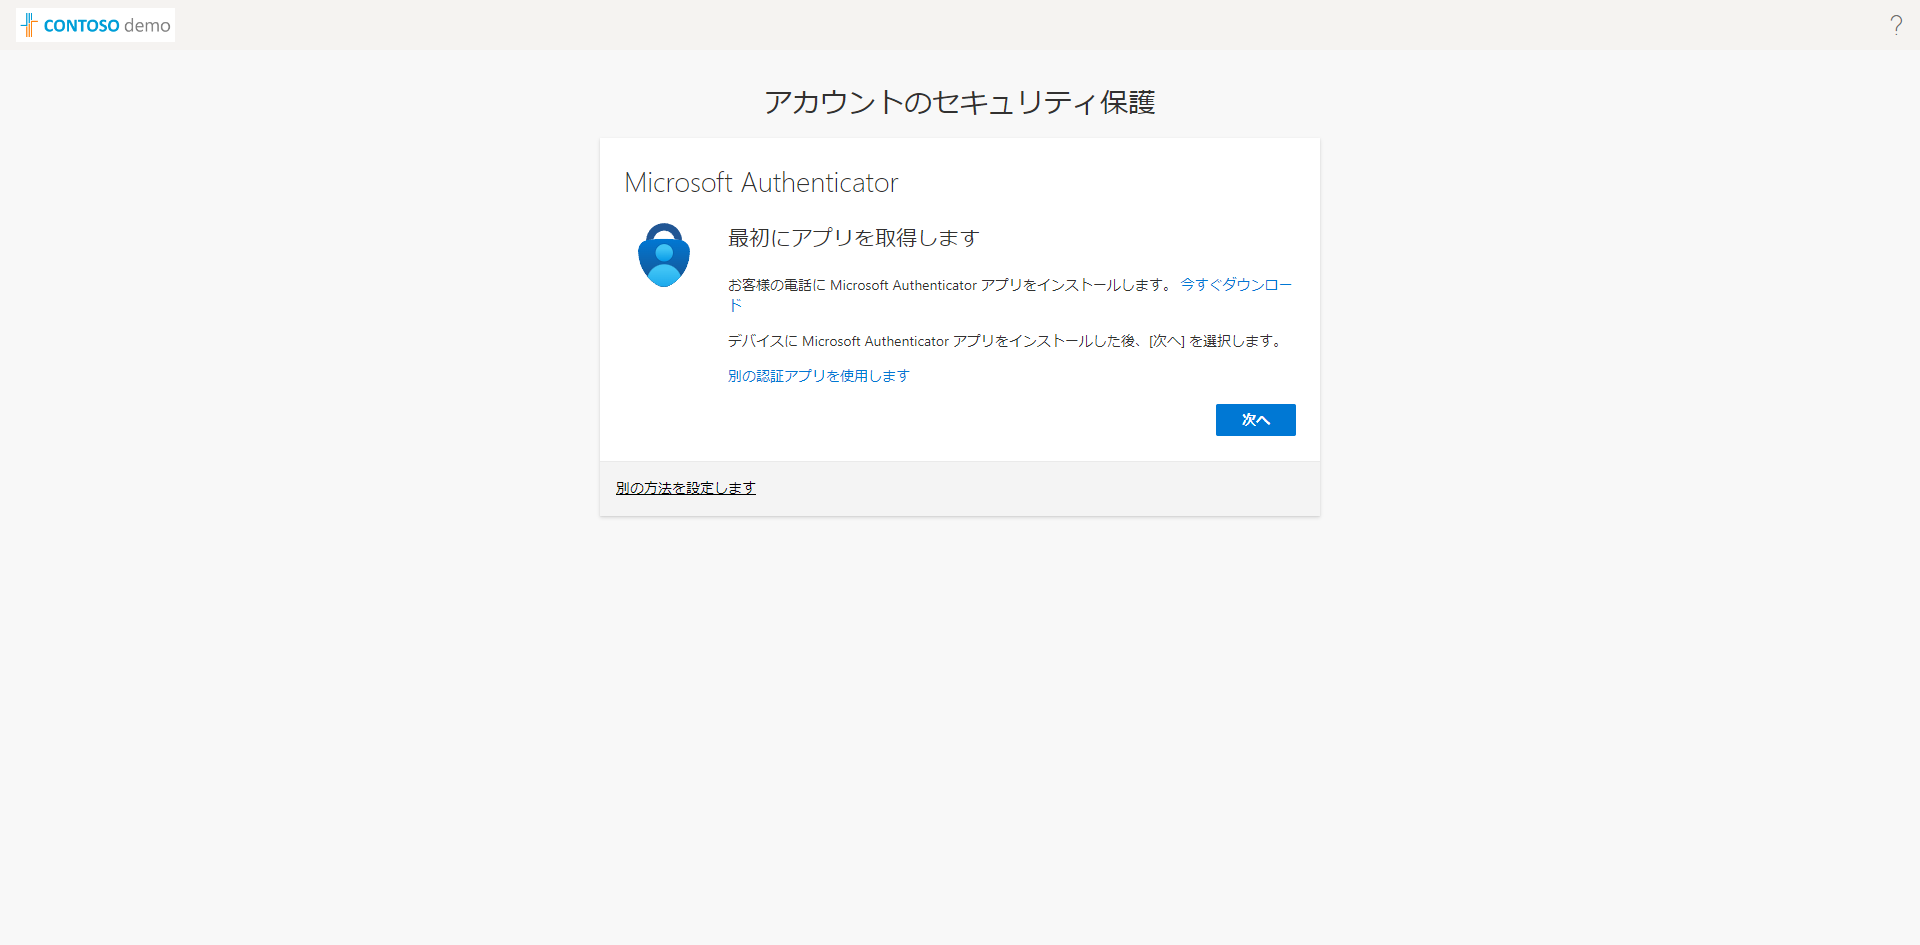 CONTOSO demo
?
アカウントのセキュリティ保護
Microsoft Authenticator
最初にアプリを取得します
お客様の電話に Microsoft Authenticator アプリをインストールします。 今すぐダウンロー
ド
デバイスに Microsoft Authenticator アプリをインストールした後、[次へ] を選択します。
別の認証アプリを使用します
次へ
別の方法を設定します